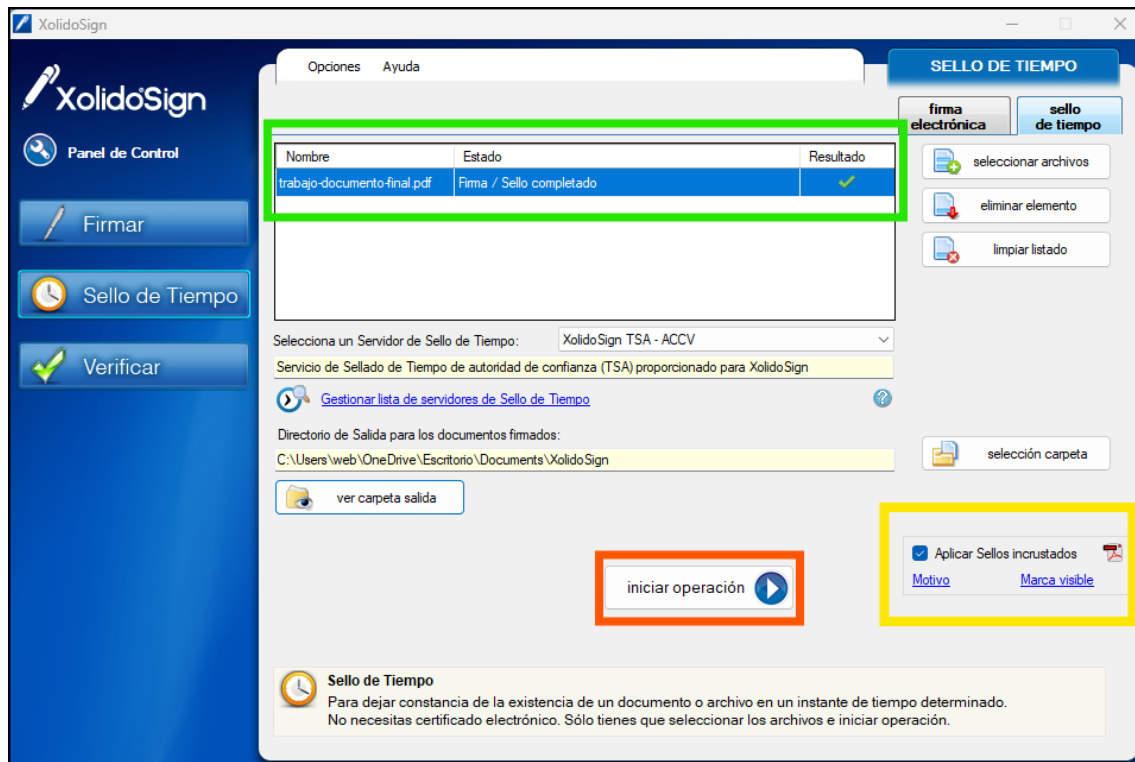 XolidoSign
XolidoSign
Panel de Control
Firmar
Sello de Tiempo
Verificar
Opciones Ayuda
SELLO DE TIEMPO
firma
electrónica
sello
de tiempo
Nombre Estado Resultado
trabajo-documento-final.pdf Firma / Sello completado
seleccionar archivos
eliminar elemento
limpiar listado
Selecciona un Servidor de Sello de Tiempo: XolidoSign TSA - ACCV
Servicio de Sellado de Tiempo de autoridad de confianza (TSA) proporcionado para XolidoSign
Gestionar lista de servidores de Sello de Tiempo
Directorio de Salida para los documentos firmados:
C:\Users\web\OneDrive\Escritorio\Documents\XolidoSign
selección carpeta
ver carpeta salida
Aplicar Sellos incrustados
Motivo Marca visible
iniciar operación
Sello de Tiempo
Para dejar constancia de la existencia de un documento o archivo en un instante de tiempo determinado.
No necesitas certificado electrónico. Sólo tienes que seleccionar los archivos e iniciar operación.